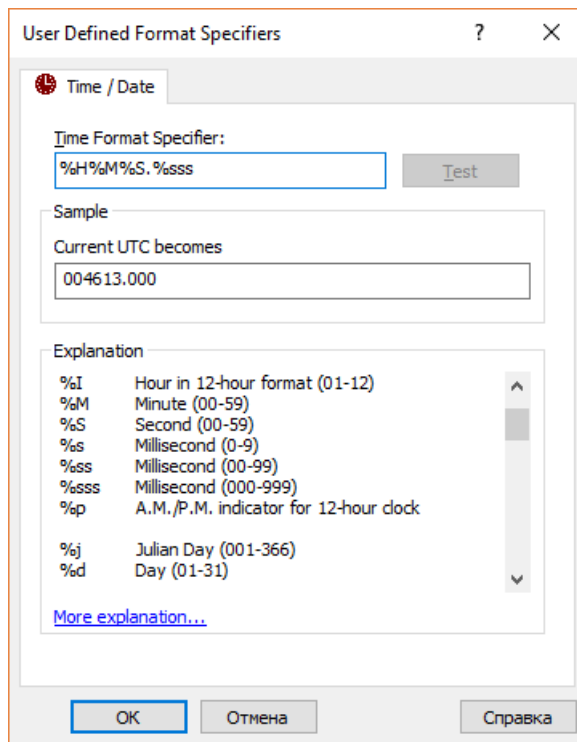 User Defined Format Specifiers ?
Time / Date
Time Format Specifier:
%H%M%S.%sss Test
Sample
Current UTC becomes
004613.000
Explanation
%I Hour in 12-hour format (01-12)
%M Minute (00-59)
%S Second (00-59)
%s Millisecond (0-9)
%ss Millisecond (00-99)
%sss Millisecond (000-999)
%p A.M./P.M. indicator for 12-hour clock
%j Julian Day (001-366)
%d Day (01-31)
More explanation...
ОК Отмена Справка